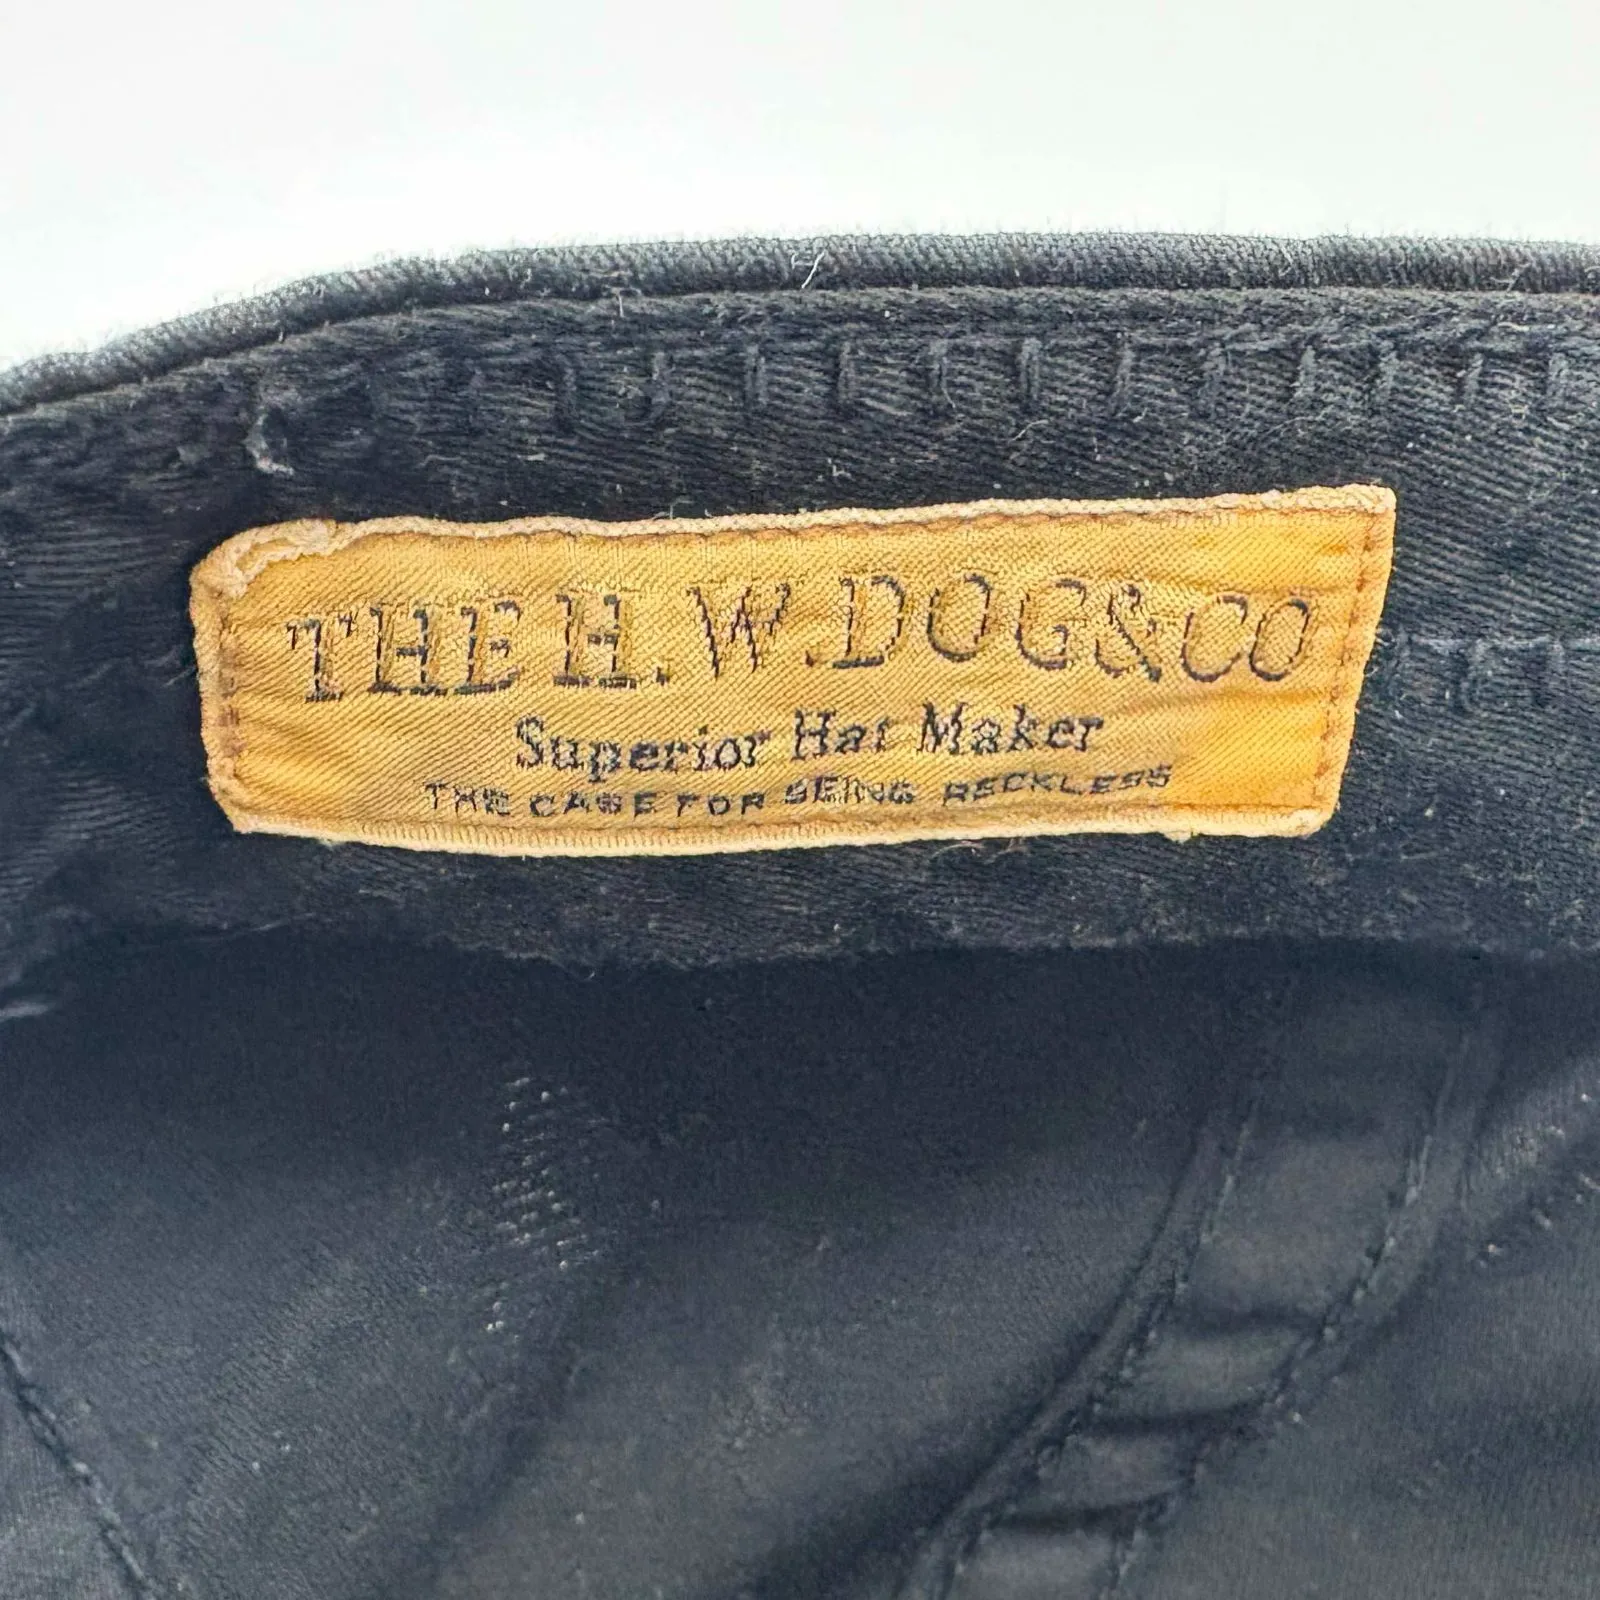 THE H.W.DOG&CO
Superior Hat Maker
THE CASE FOR BEING RECKLESS